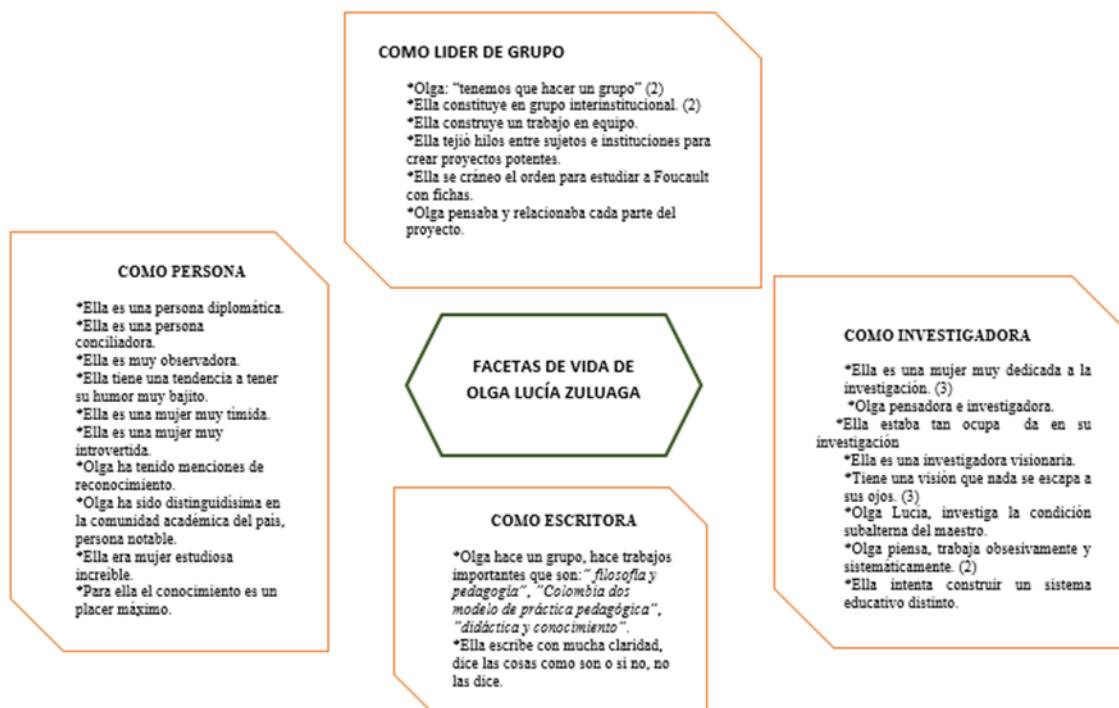 COMO LIDER DE GRUPO
*Olga: “tenemos que hacer un grupo” (2)
*Ella constituye en grupo interinstitucional. (2)
*Ella construye un trabajo en equipo.
*Ella tejió hilos entre sujetos e instituciones para
crear proyectos potentes.
*Ella se cráneo el orden para estudiar a Foucault
con fichas.
*Olga pensaba y relacionaba cada parte del
proyecto.
COMO PERSONA
*Ella es una persona diplomática.
*Ella es una persona
conciliadora.
*Ella es muy observadora.
*Ella tiene una tendencia a tener
su humor muy bajito.
*Ella es una mujer muy tímida.
*Ella es una mujer muy
introvertida.
*Olga ha tenido menciones de
reconocimiento.
*Olga ha sido distinguidísima en
la comunidad académica del país,
persona notable.
*Ella era mujer estudiosa
increíble.
*Para ella el conocimiento es un
placer máximo.
FACETAS DE VIDA DE
OLGA LUCÍA ZULUAGA
COMO INVESTIGADORA
*Ella es una mujer muy dedicada a la
investigación. (3)
*Olga pensadora e investigadora.
*Ella estaba tan ocupa da en su
investigación
*Ella es una investigadora visionaria.
*Tiene una visión que nada se escapa a
sus ojos. (3)
*Olga Lucía, investiga la condición
subalterna del maestro.
*Olga piensa, trabaja obsesivamente y
sistemáticamente. (2)
*Ella intenta construir un sistema
educativo distinto.
COMO ESCRITORA
*Olga hace un grupo, hace trabajos
importantes que son:“ filosofía y
pedagogía”, “Colombia dos
modelo de práctica pedagógica”,
“didáctica y conocimiento”.
*Ella escribe con mucha claridad,
dice las cosas como son o si no, no
las dice.